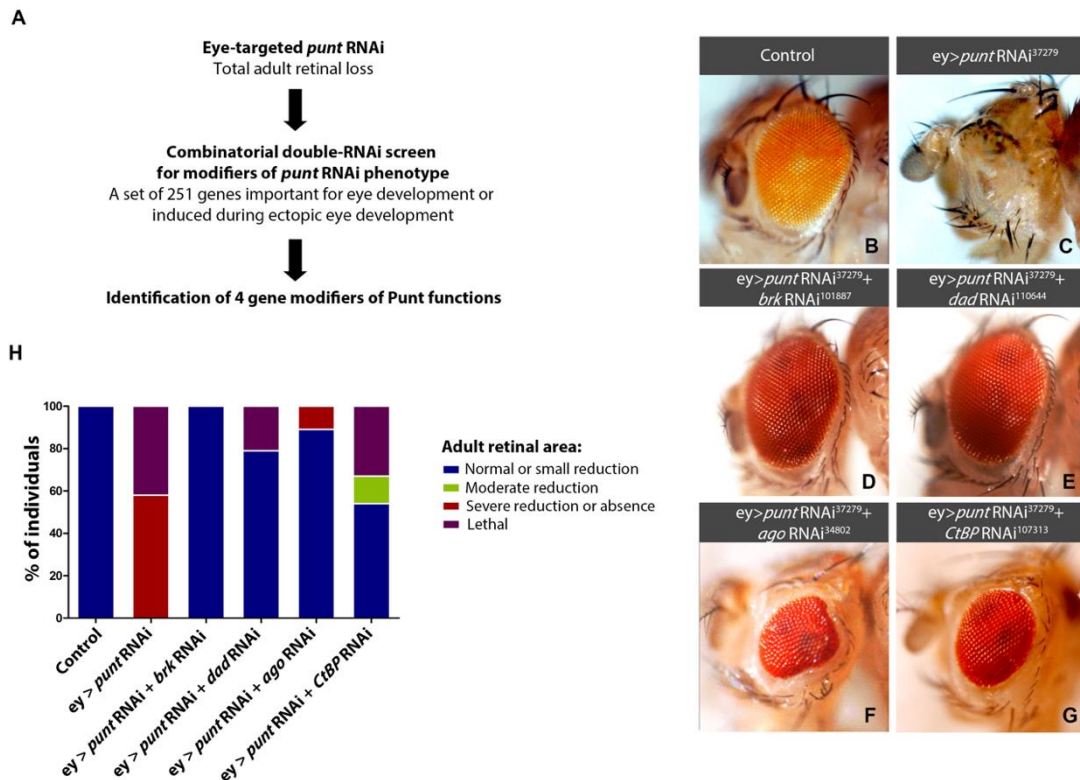 A
Eye-targeted punt RNAi
Total adult retinal loss
Combinatorial double-RNAi screen
for modifiers of punt RNAi phenotype
A set of 251 genes important for eye development or
induced during ectopic eye development
Identification of 4 gene modifiers of Punt functions
Control
B
ey>punt RNAi³⁷²⁷⁹
C
ey>punt RNAi³⁷²⁷⁹+
brk RNAi¹⁰¹⁸⁸⁷
D
ey>punt RNAi³⁷²⁷⁹+
dad RNAi¹¹⁰⁶⁴⁴
E
ey>punt RNAi³⁷²⁷⁹+
ago RNAi³⁴⁸⁰²
F
ey>punt RNAi³⁷²⁷⁹+
CtBP RNAi¹⁰⁷³¹³
G
H
% of individuals
100
80
60
40
20
0
Control
ey > punt RNAi
ey > punt RNAi + brk RNAi
ey > punt RNAi + dad RNAi
ey > punt RNAi + ago RNAi
ey > punt RNAi + CtBP RNAi
Adult retinal area:
Normal or small reduction
Moderate reduction
Severe reduction or absence
Lethal